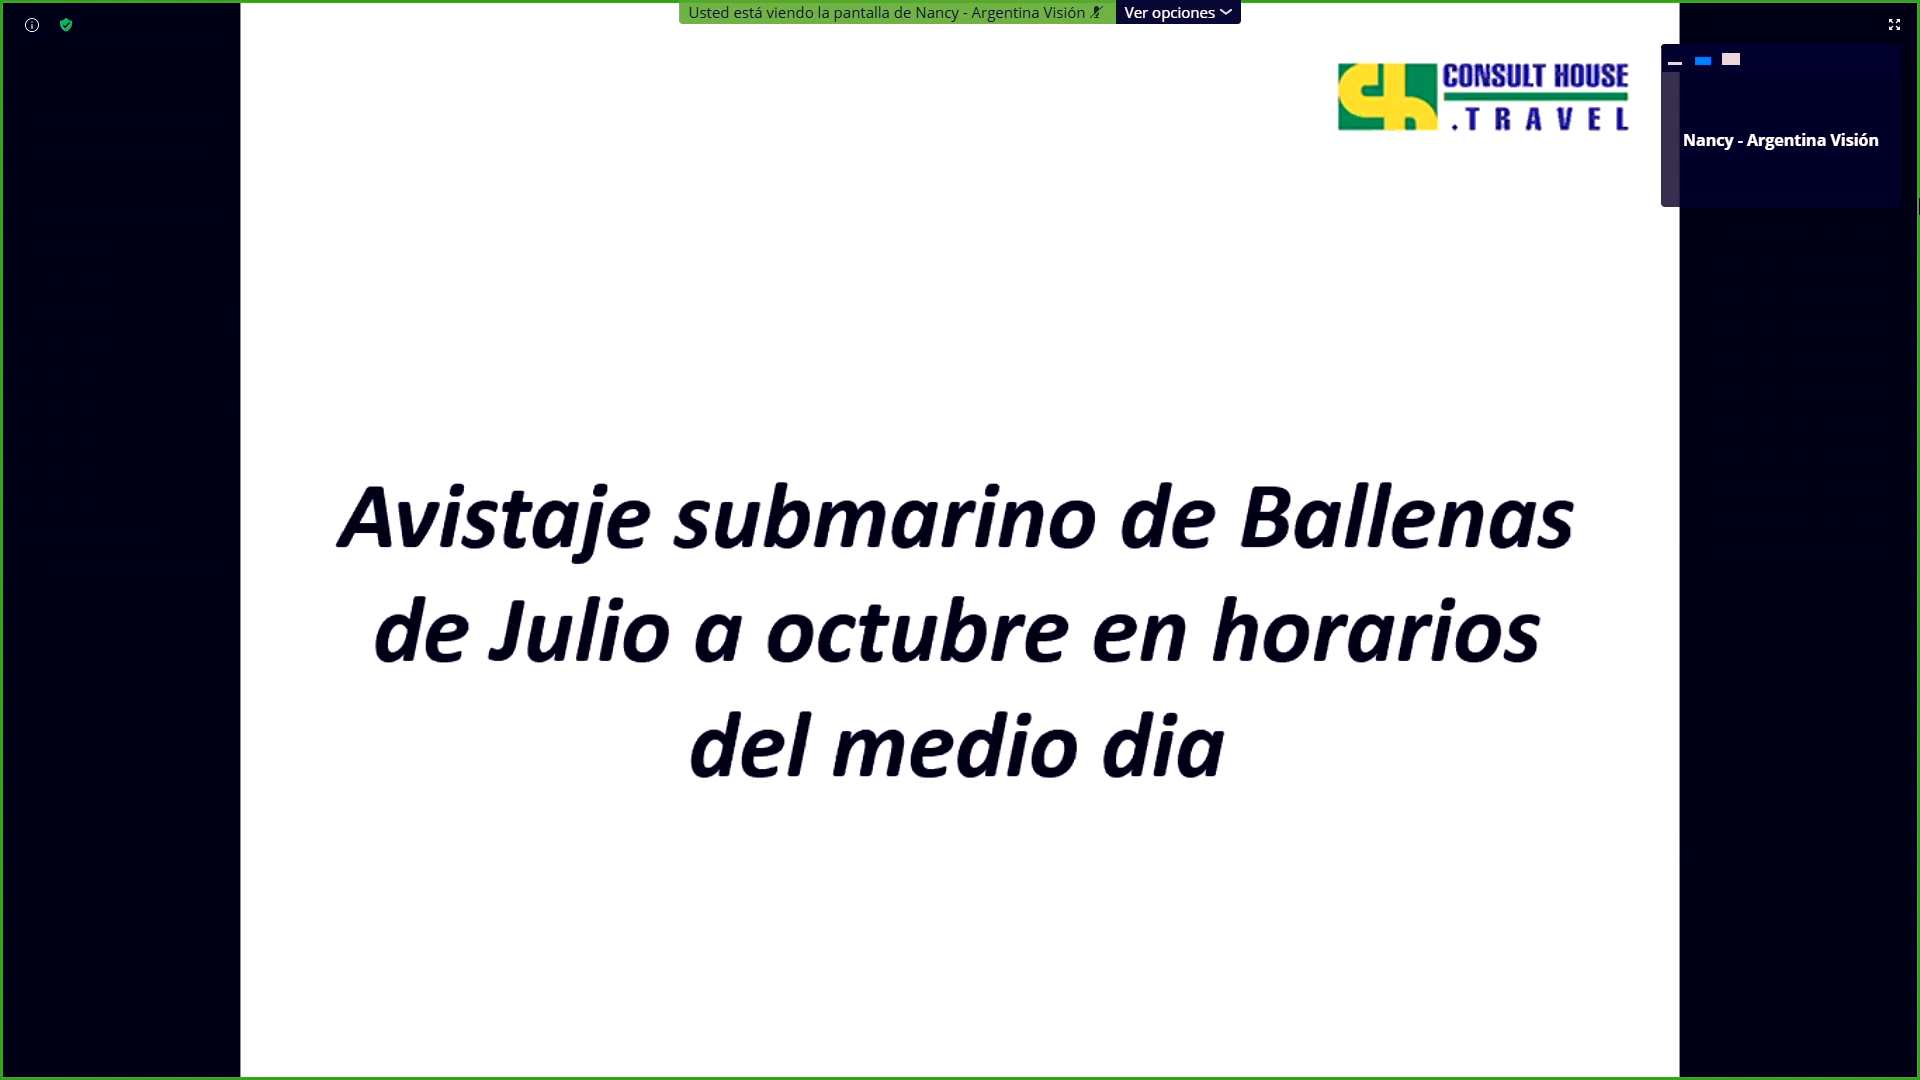 Usted está viendo la pantalla de Nancy - Argentina Visión
Ver opciones
CONSULT HOUSE
.TRAVEL
Nancy - Argentina Visión
Avistaje submarino de Ballenas
de Julio a octubre en horarios
del medio dia